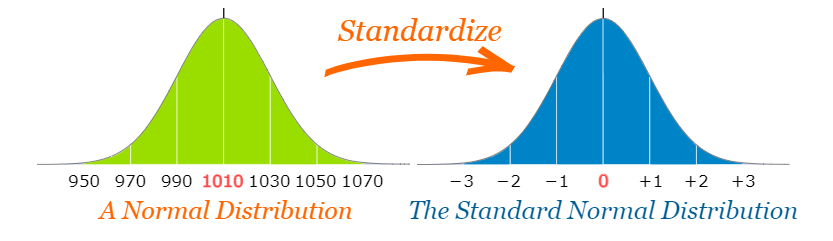 Standardize
950 970 990 1010 1030 1050 1070
−3 −2 −1 0 +1 +2 +3
A Normal Distribution
The Standard Normal Distribution